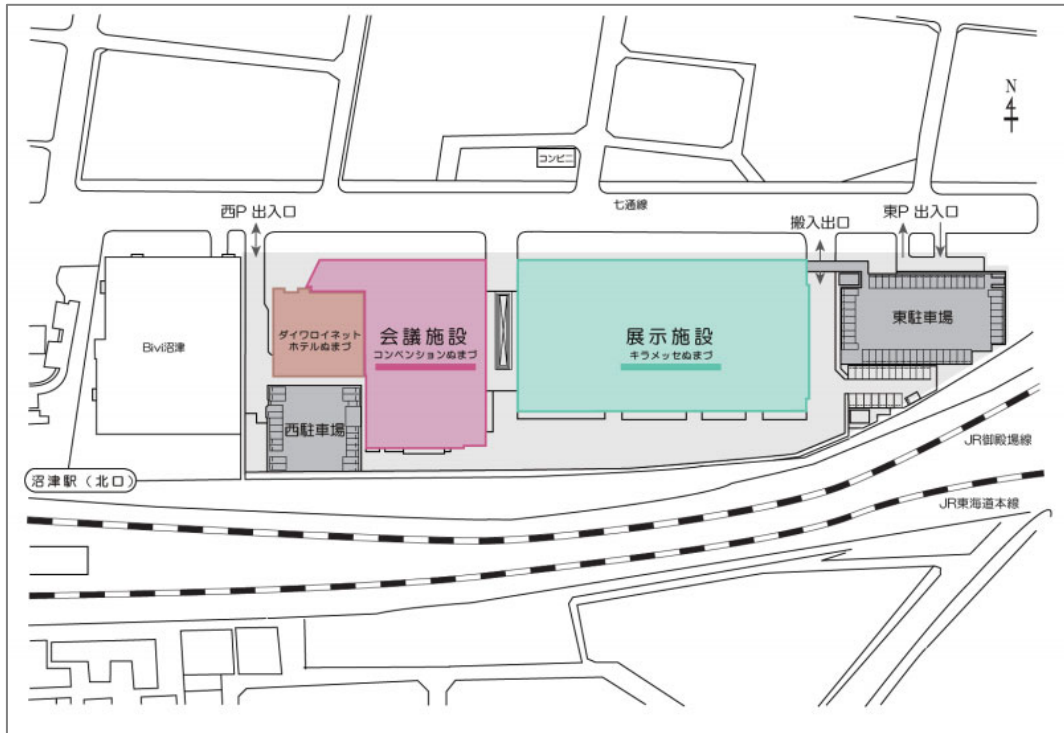 N
コンビニ
七通線
西P 出入口
搬入出口
東P 出入口
Bivi沼津
ダイワロイネット
ホテルぬまづ
会議施設
コンベンションぬまづ
展示施設
キラメッセぬまづ
東駐車場
西駐車場
沼津駅（北口）
JR御殿場線
JR東海道本線